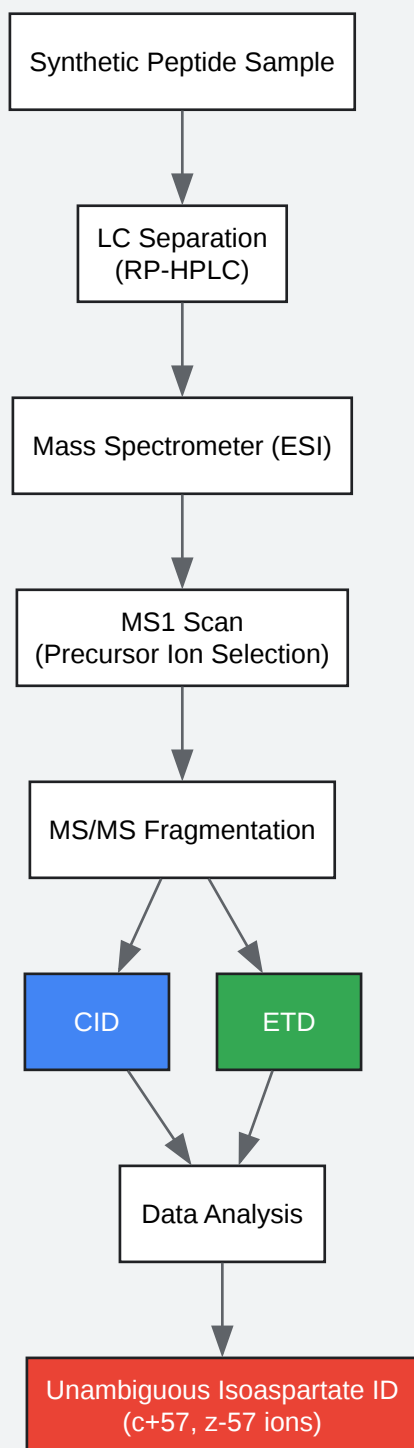 Synthetic Peptide Sample
LC Separation
(RP-HPLC)
Mass Spectrometer (ESI)
MS1 Scan
(Precursor Ion Selection)
MS/MS Fragmentation
CID
ETD
Data Analysis
Unambiguous Isoaspartate ID
(c+57, z-57 ions)